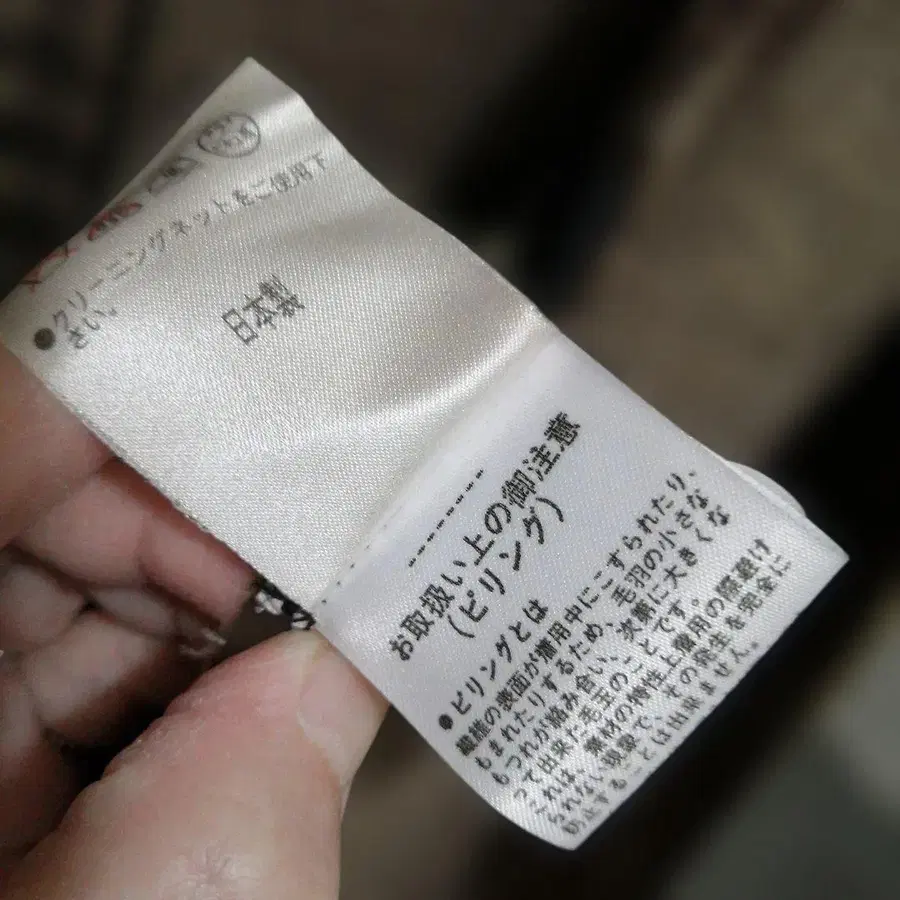 ●クリーニングネットをご使用下
さい。
日本製
お取扱い上の御注意
(ピリング)
●ピリングとは
繊維の表面が着用中にこすられたり、
もまれたりするため、毛羽の小さな
もつれが絡み合い、次第に大きくな
って出来た毛玉のことです。
これは、素材の特性上着用の際避け
られない現象で、その発生を完全に
防止することは出来ません。